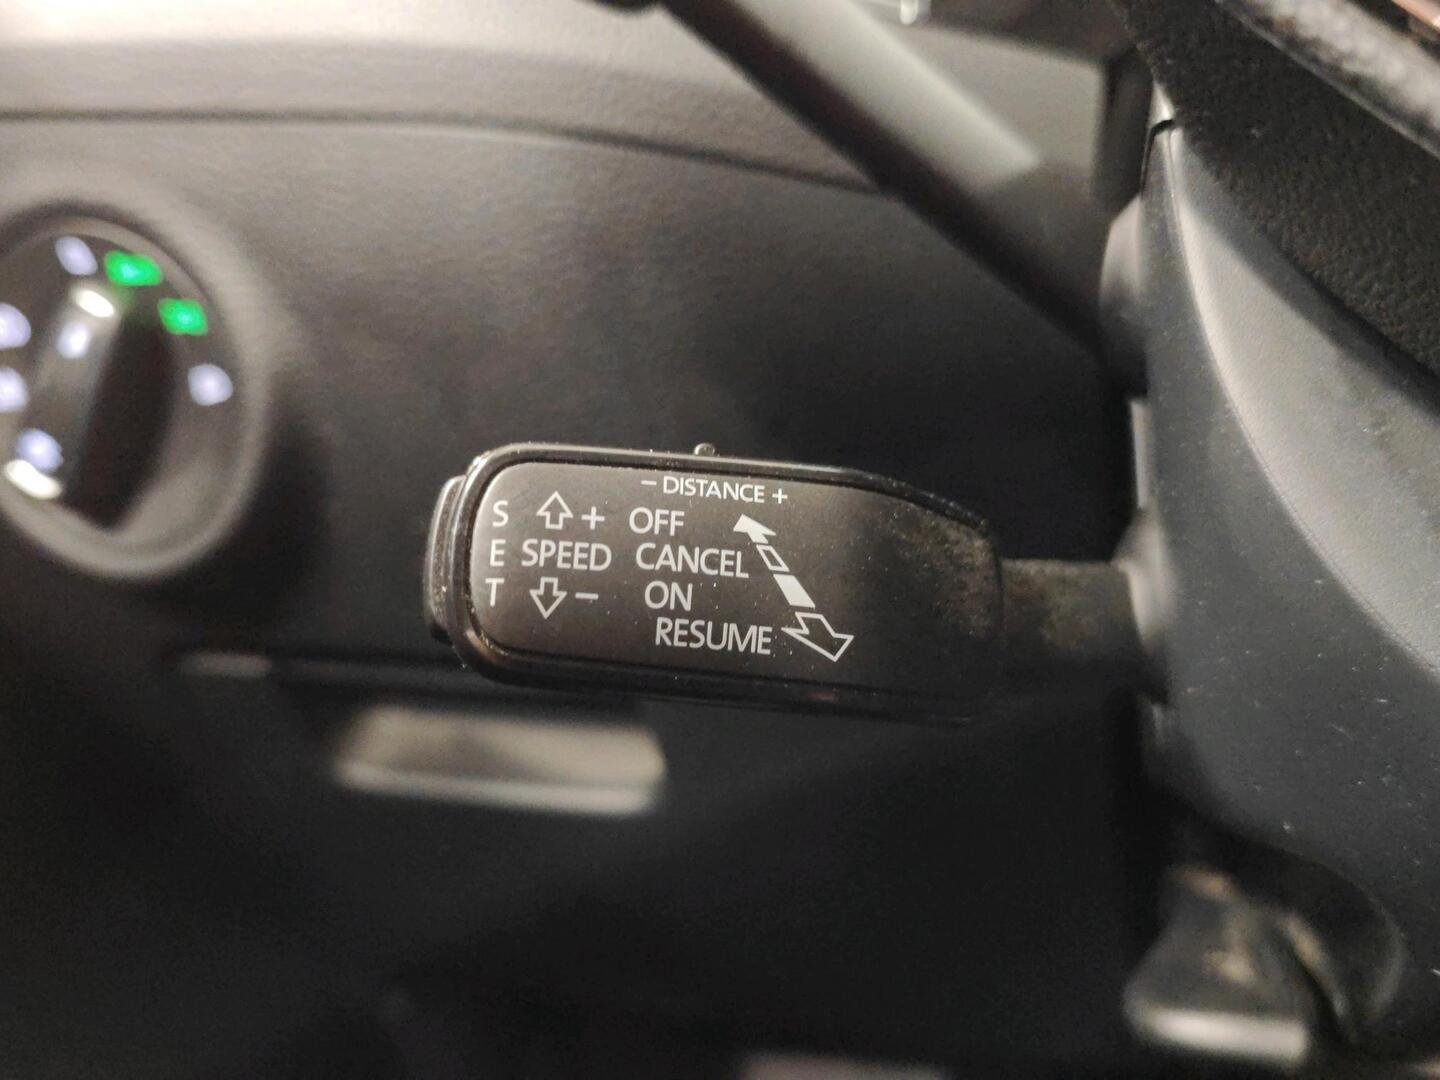 − DISTANCE +
S + OFF
E SPEED CANCEL
T − ON
RESUME